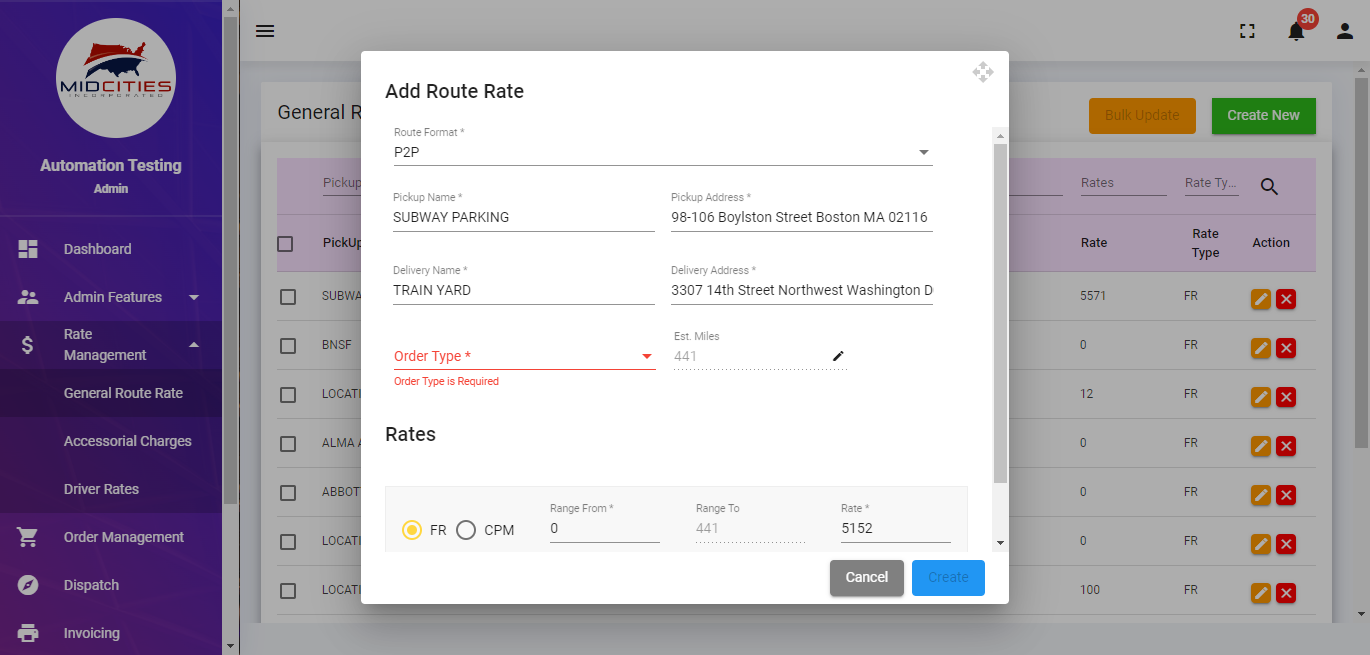 MIDCITIES
INCORPORATED
Automation Testing
Admin
Dashboard
Admin Features
Rate
Management
General Route Rate
Accessorial Charges
Driver Rates
Order Management
Dispatch
Invoicing
30
General R
Bulk Update
Create New
Pickup
Rates
Rate Ty...
PickUp
Rate
Rate
Type
Action
SUBWA
5571
FR
BNSF
0
FR
LOCATI
12
FR
ALMA A
0
FR
ABBOT
0
FR
LOCATI
0
FR
LOCATI
100
FR
Add Route Rate
Route Format *
P2P
Pickup Name *
SUBWAY PARKING
Pickup Address *
98-106 Boylston Street Boston MA 02116
Delivery Name *
TRAIN YARD
Delivery Address *
3307 14th Street Northwest Washington D
Order Type *
Order Type is Required
Est. Miles
441
Rates
FR
CPM
Range From *
0
Range To
441
Rate *
5152
Cancel
Create